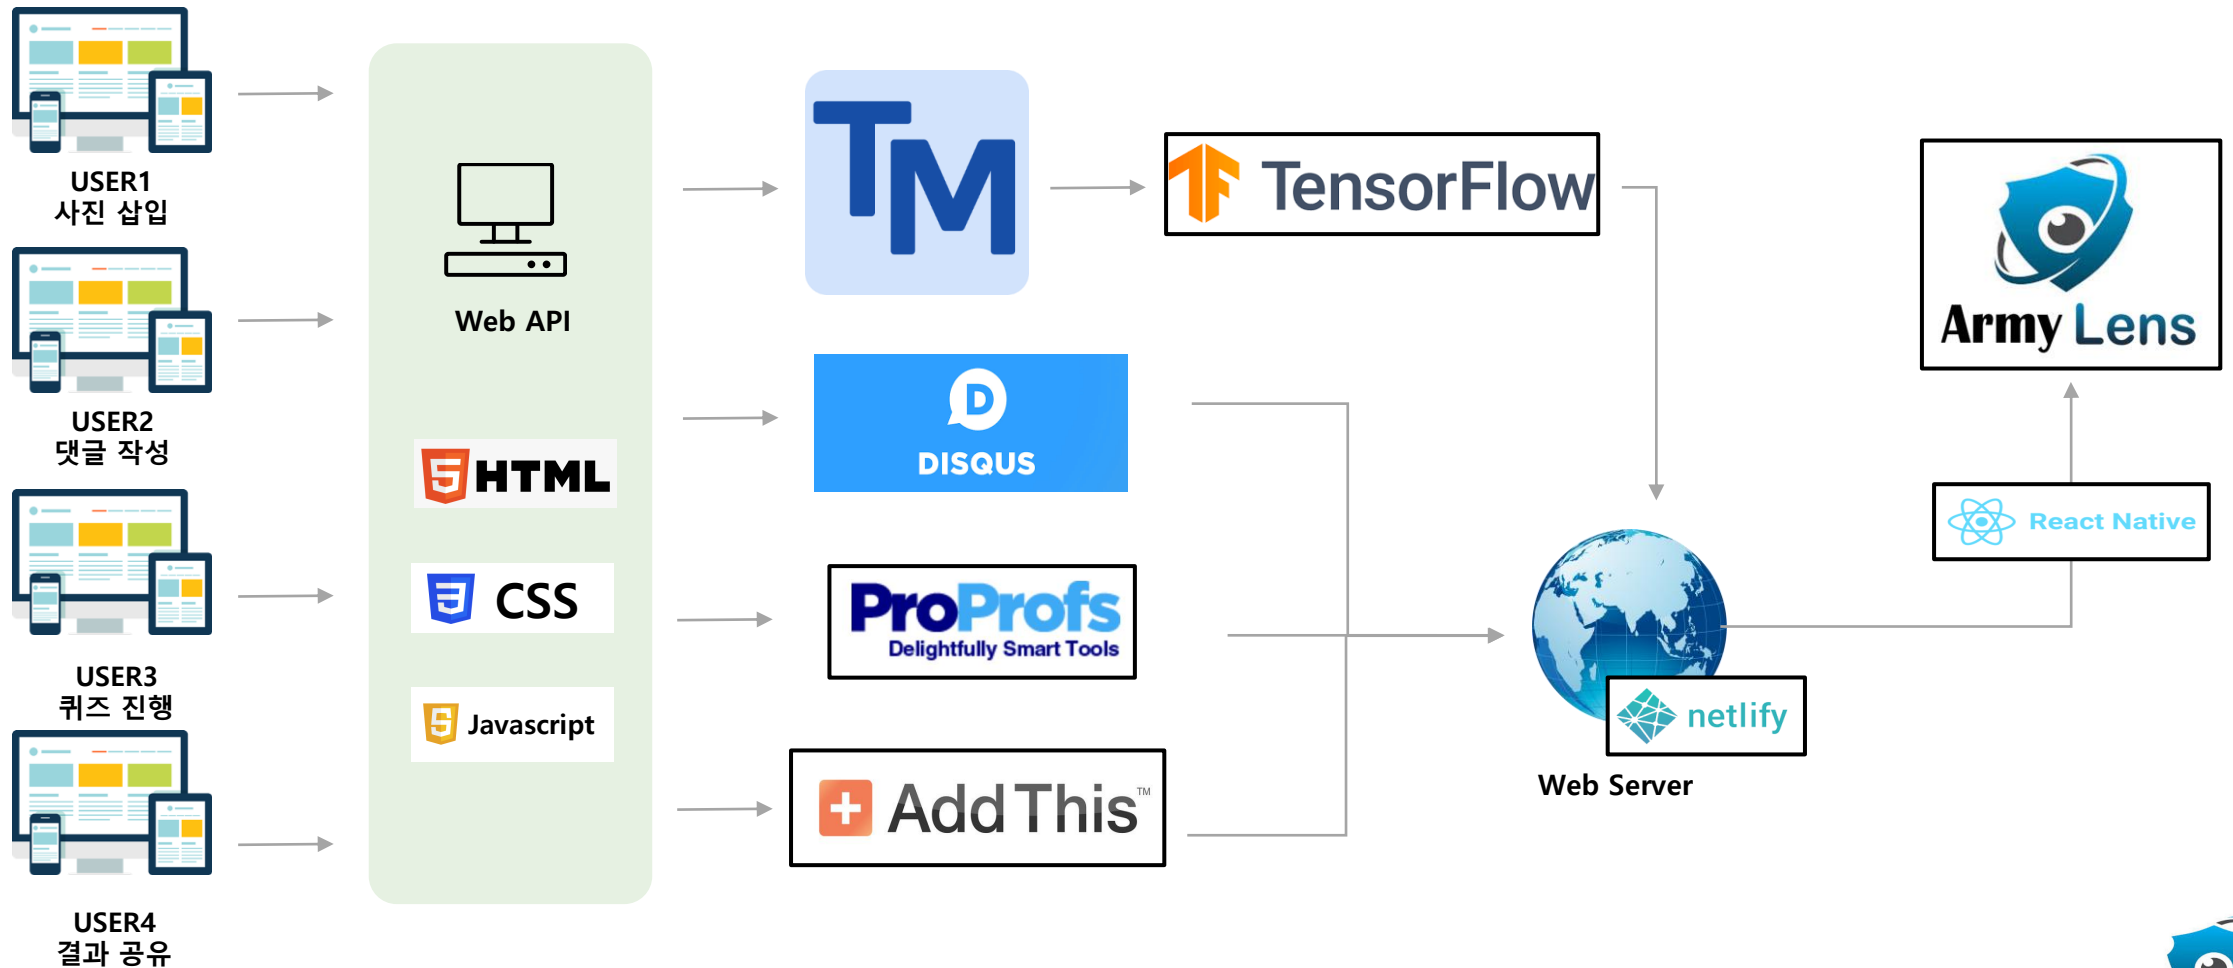 USER1
사진 삽입
USER2
댓글 작성
USER3
퀴즈 진행
USER4
결과 공유
Web API
HTML
CSS
Javascript
TM
TensorFlow
DISQUS
ProProfs
Delightfully Smart Tools
AddThis™
netlify
Web Server
React Native
Army Lens